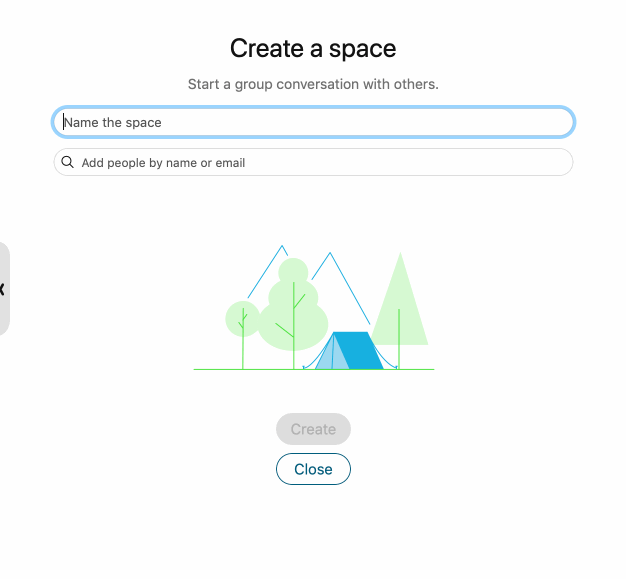 Create a space
Start a group conversation with others.
Name the space
Add people by name or email
Create
Close